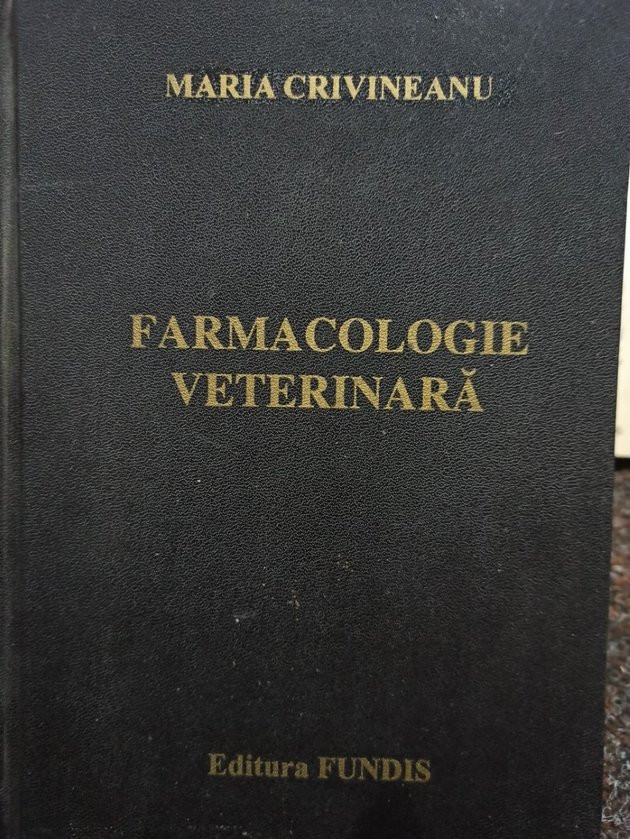 MARIA CRIVINEANU
FARMACOLOGIE
VETERINARĂ
Editura FUNDIS